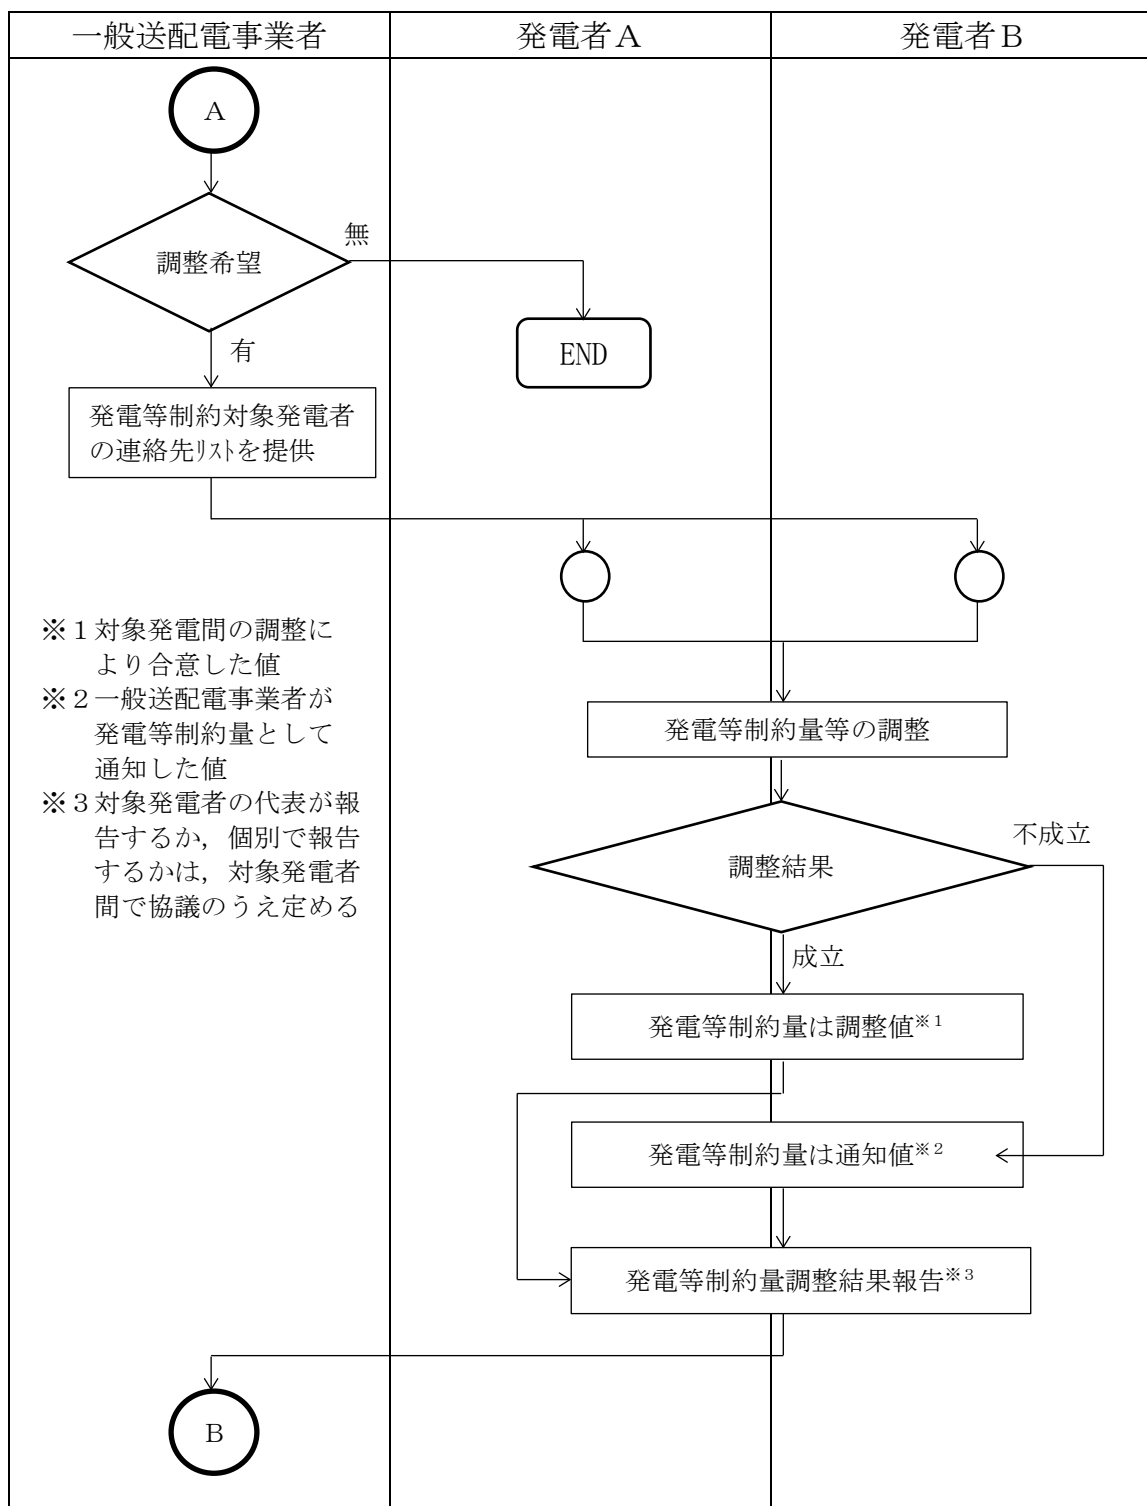 一般送配電事業者
発電者Ａ
発電者Ｂ
Ａ
調整希望
無
END
有
発電等制約対象発電者
の連絡先ﾘｽﾄを提供
※１対象発電間の調整に
より合意した値
※２一般送配電事業者が
発電等制約量として
通知した値
※３対象発電者の代表が報
告するか，個別で報告
するかは，対象発電者
間で協議のうえ定める
発電等制約量等の調整
調整結果
不成立
成立
発電等制約量は調整値※１
発電等制約量は通知値※２
発電等制約量調整結果報告※３
Ｂ